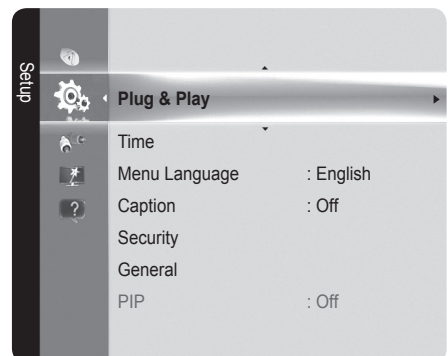 Setup
Plug & Play
Time
Menu Language : English
Caption : Off
Security
General
PIP : Off